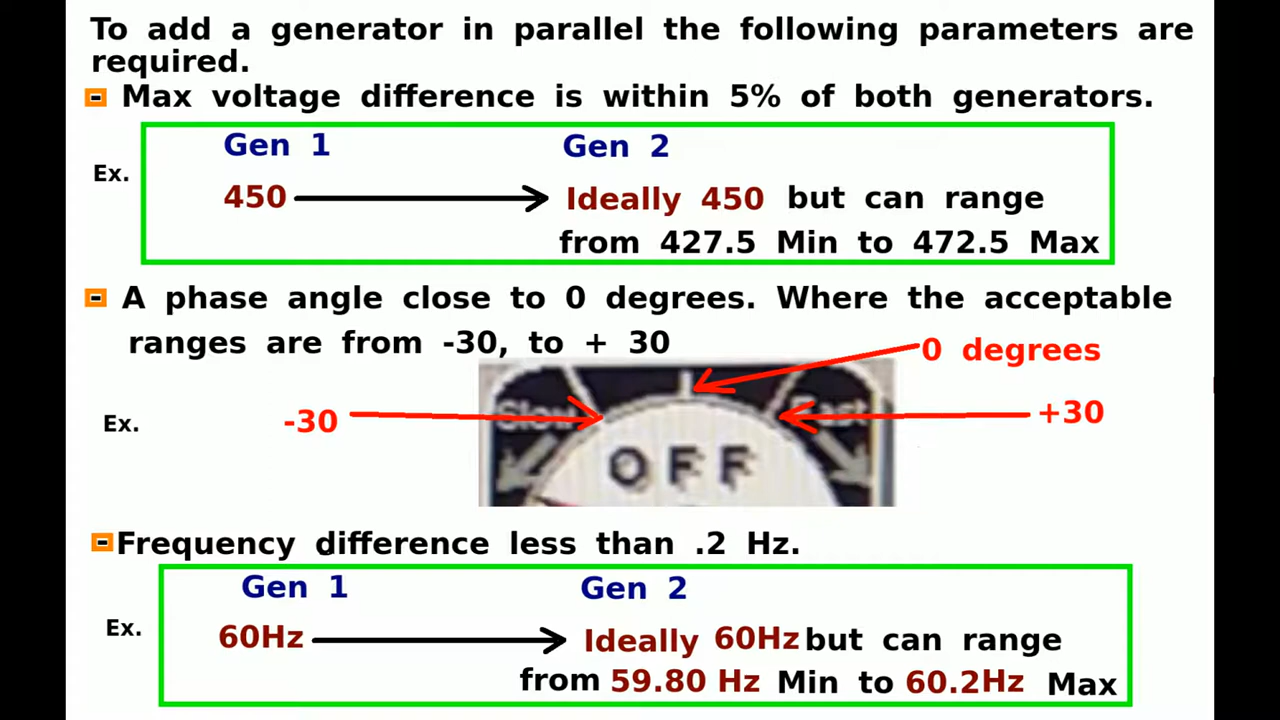 To add a generator in parallel the following parameters are
required.
Max voltage difference is within 5% of both generators.
Gen 1 Gen 2
Ex.
450 Ideally 450 but can range
from 427.5 Min to 472.5 Max
A phase angle close to 0 degrees. Where the acceptable
ranges are from -30, to + 30
0 degrees
Ex. -30 Slow Fast +30
OFF
Frequency difference less than .2 Hz.
Gen 1 Gen 2
Ex.
60Hz Ideally 60Hz but can range
from 59.80 Hz Min to 60.2Hz Max